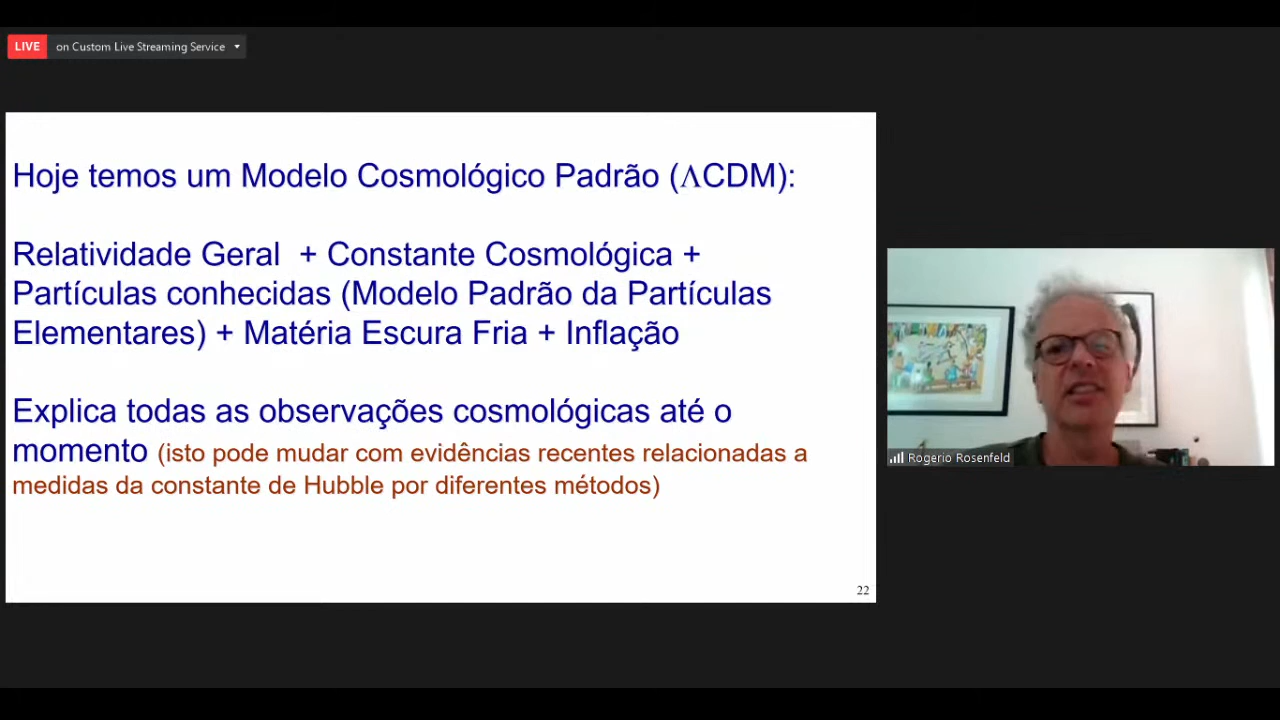 LIVE on Custom Live Streaming Service
Hoje temos um Modelo Cosmológico Padrão (ΛCDM):
Relatividade Geral + Constante Cosmológica +
Partículas conhecidas (Modelo Padrão da Partículas
Elementares) + Matéria Escura Fria + Inflação
Explica todas as observações cosmológicas até o
momento (isto pode mudar com evidências recentes relacionadas a
medidas da constante de Hubble por diferentes métodos)
22
Rogerio Rosenfeld